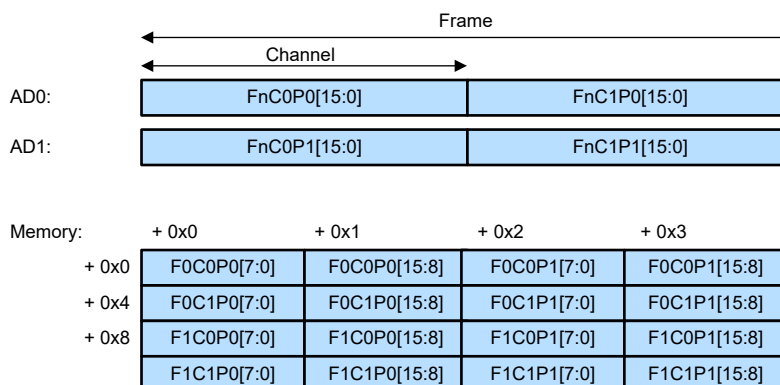 Frame
Channel
AD0: FnC0P0[15:0] FnC1P0[15:0]
AD1: FnC0P1[15:0] FnC1P1[15:0]
Memory: + 0x0 + 0x1 + 0x2 + 0x3
+ 0x0 F0C0P0[7:0] F0C0P0[15:8] F0C0P1[7:0] F0C0P1[15:8]
+ 0x4 F0C1P0[7:0] F0C1P0[15:8] F0C1P1[7:0] F0C1P1[15:8]
+ 0x8 F1C0P0[7:0] F1C0P0[15:8] F1C0P1[7:0] F1C0P1[15:8]
F1C1P0[7:0] F1C1P0[15:8] F1C1P1[7:0] F1C1P1[15:8]